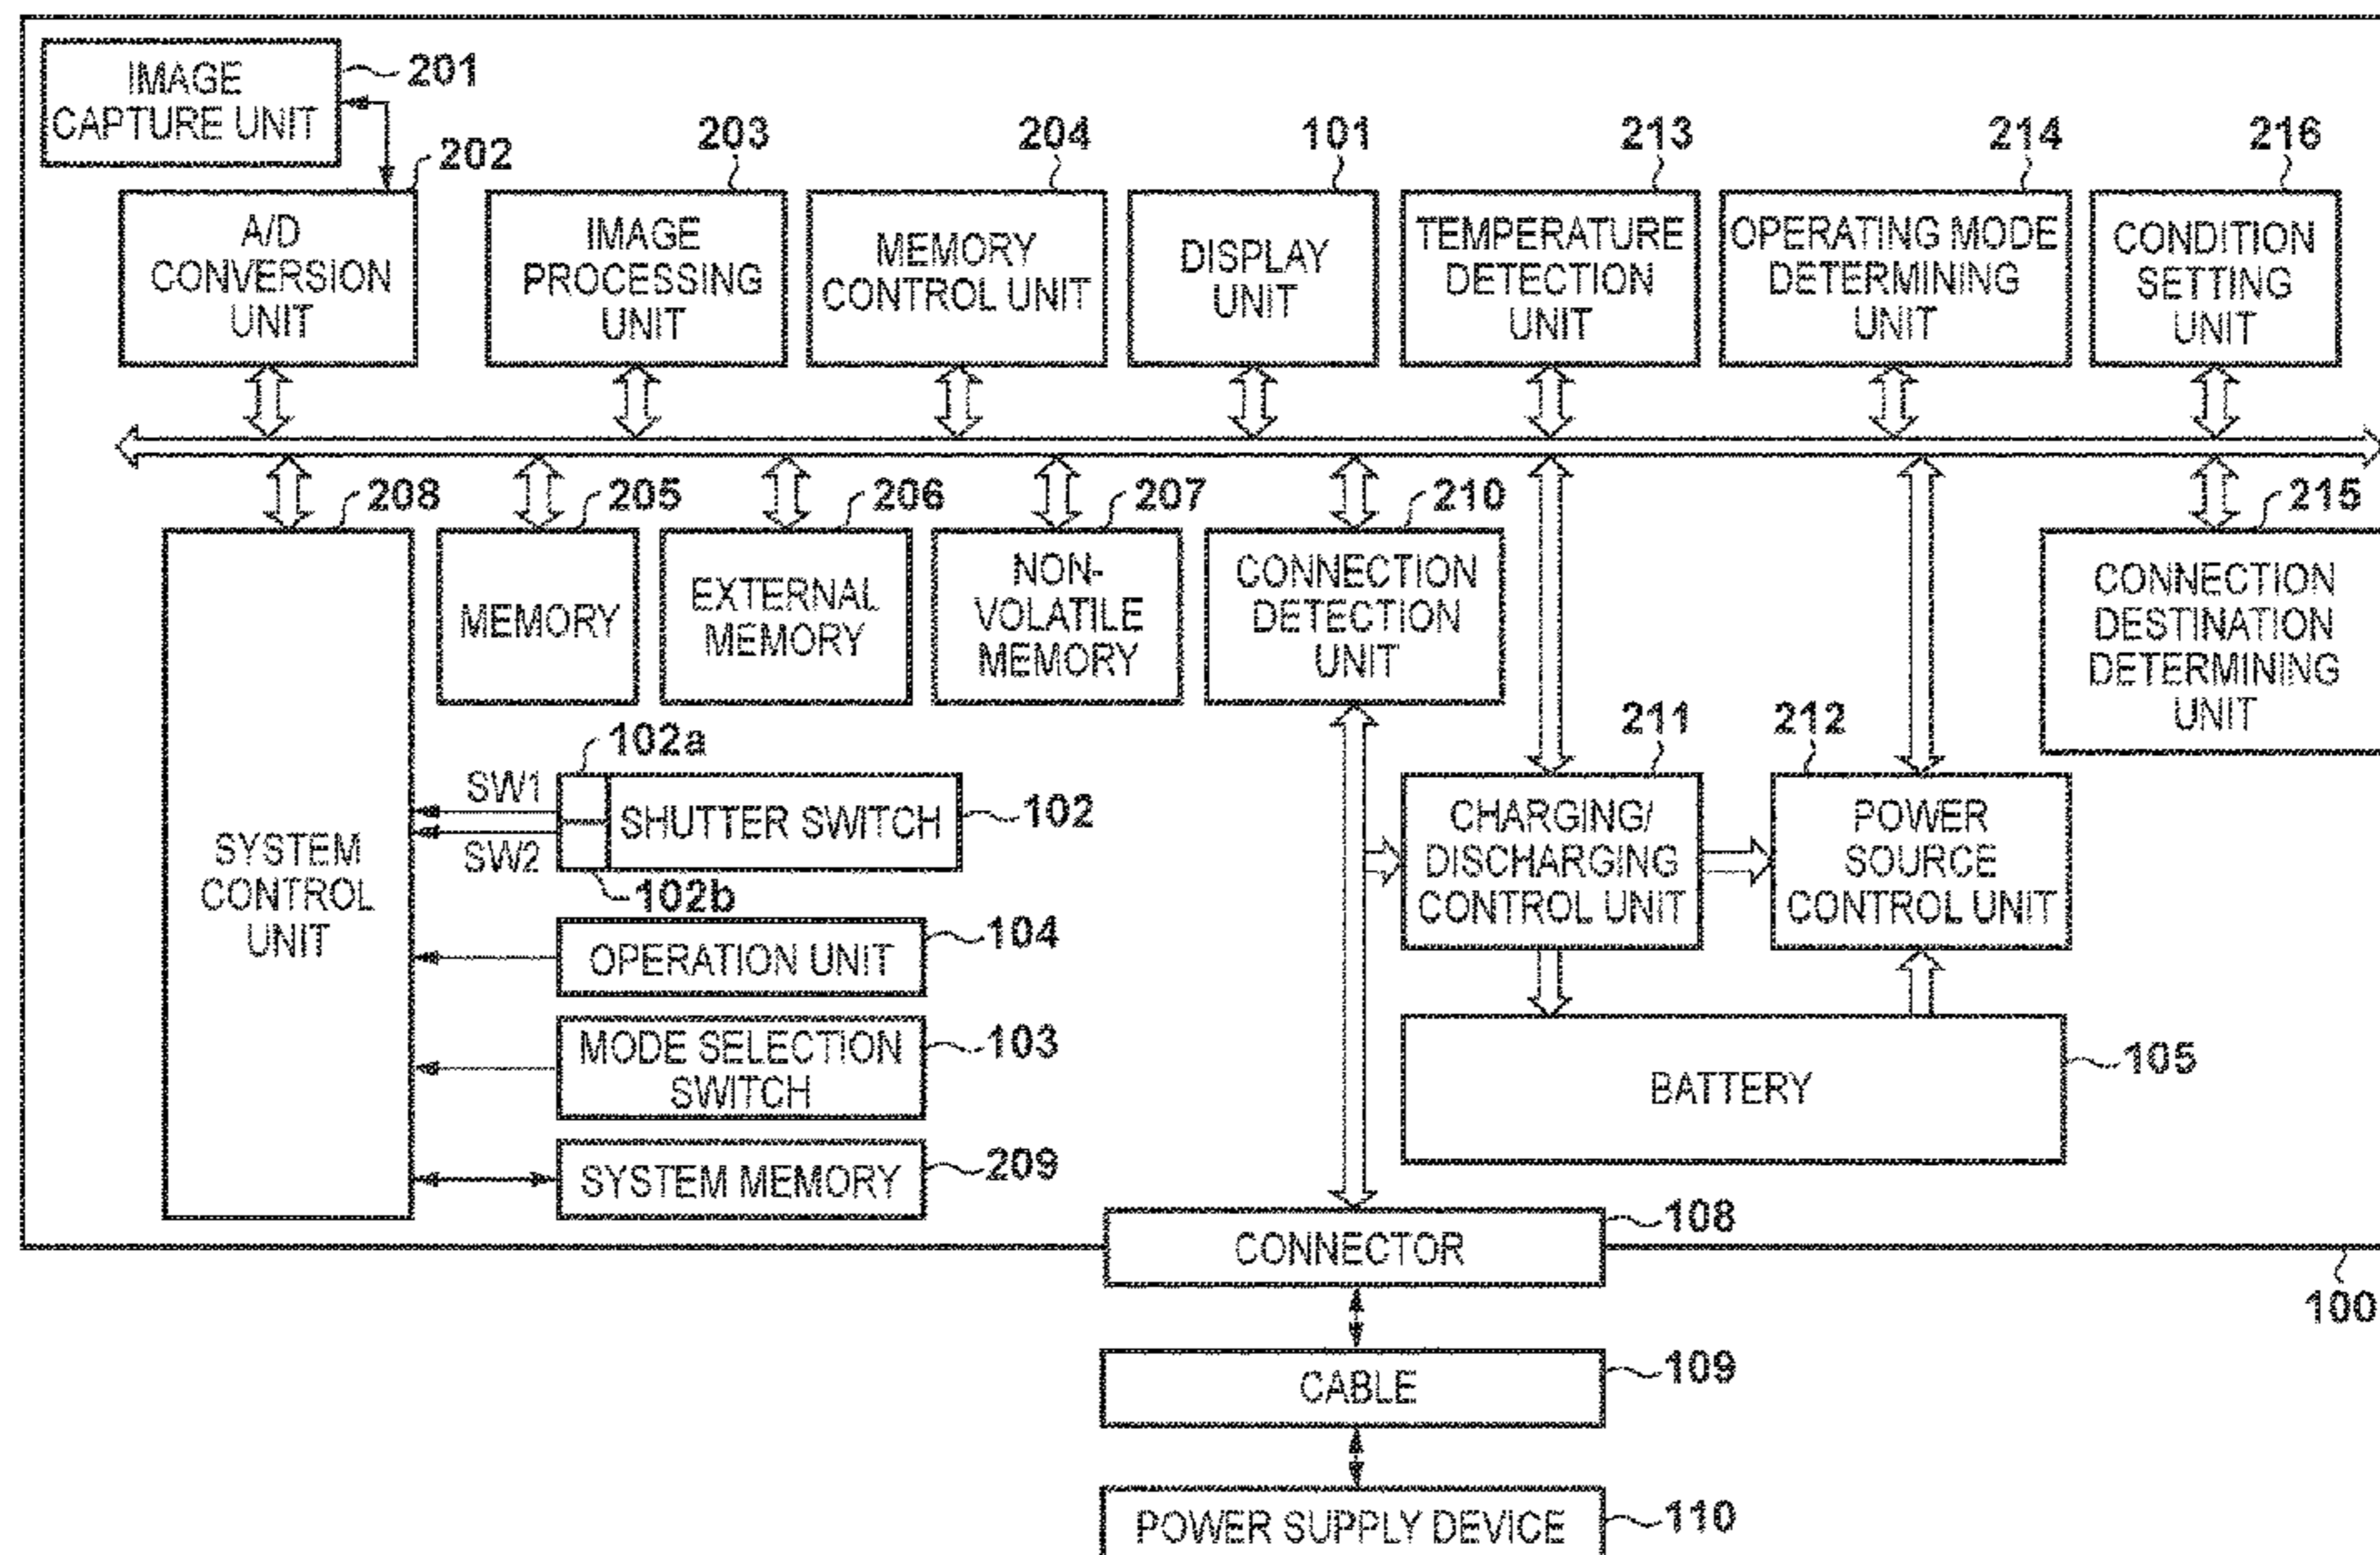 IMAGE
CAPTURE UNIT
201
A/D
CONVERSION
UNIT
202
IMAGE
PROCESSING
UNIT
203
MEMORY
CONTROL UNIT
204
DISPLAY
UNIT
101
TEMPERATURE
DETECTION
UNIT
213
OPERATING MODE
DETERMINING
UNIT
214
CONDITION
SETTING
UNIT
216
SYSTEM
CONTROL
UNIT
208
MEMORY
205
EXTERNAL
MEMORY
206
NON-
VOLATILE
MEMORY
207
CONNECTION
DETECTION
UNIT
210
CONNECTION
DESTINATION
DETERMINING
UNIT
215
SW1
SW2
102a
SHUTTER SWITCH
102
102b
OPERATION UNIT
104
MODE SELECTION
SWITCH
103
SYSTEM MEMORY
209
CHARGING/
DISCHARGING
CONTROL UNIT
211
POWER
SOURCE
CONTROL UNIT
212
BATTERY
105
CONNECTOR
108
100
CABLE
109
POWER SUPPLY DEVICE
110